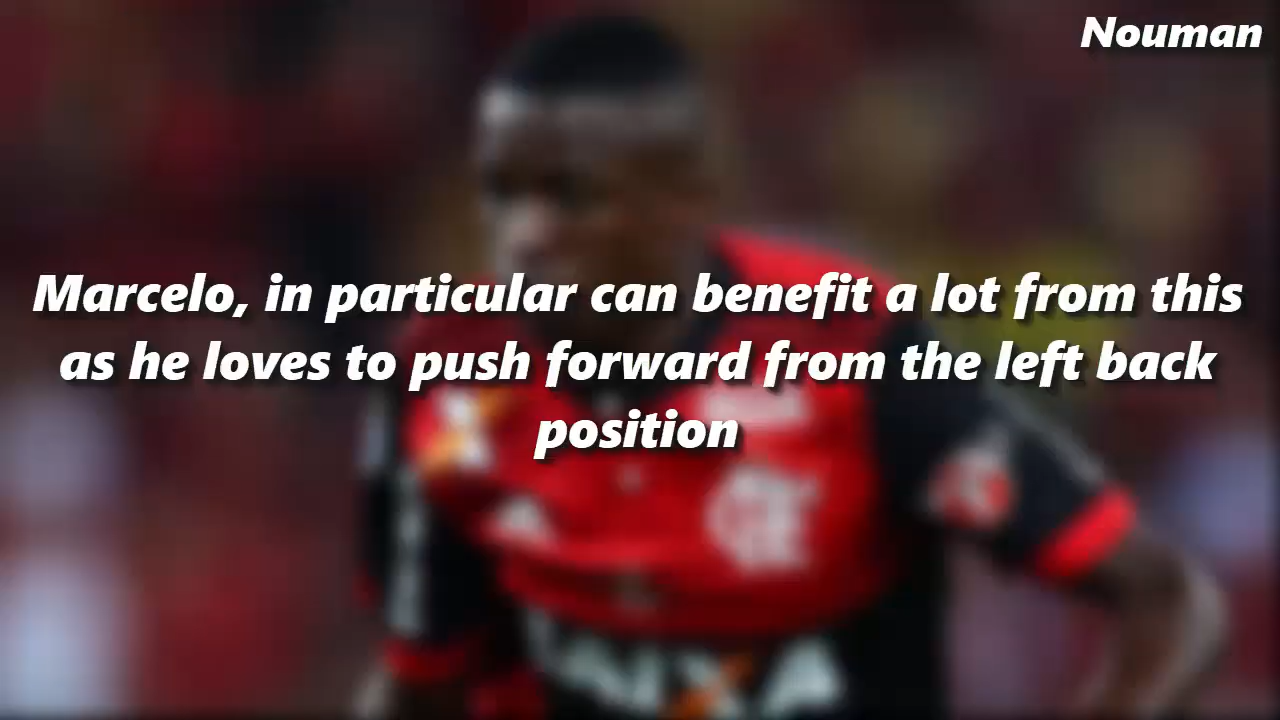 Nouman
Marcelo, in particular can benefit a lot from this
as he loves to push forward from the left back
position